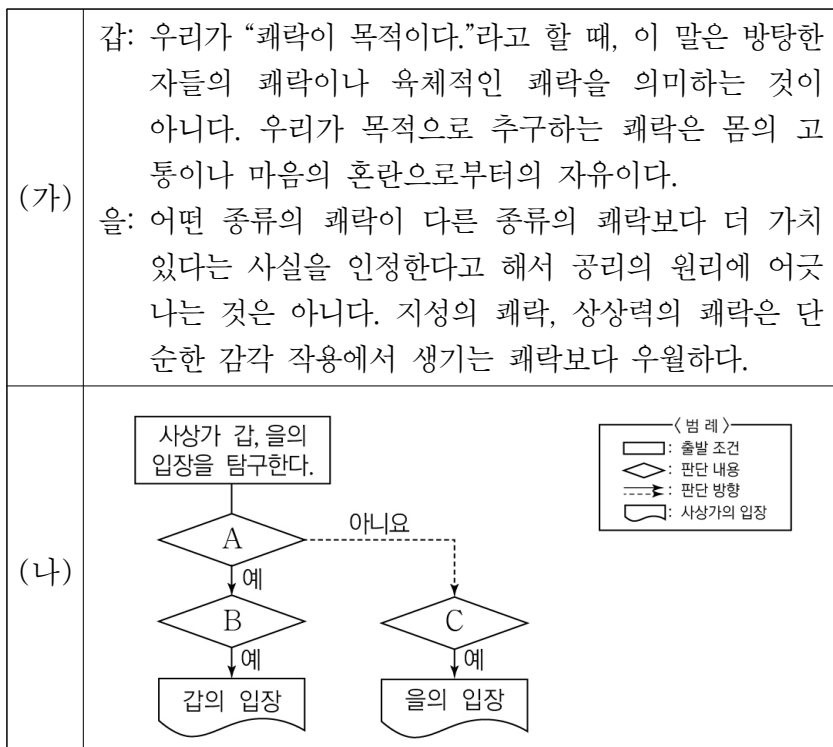 (가)
갑: 우리가 “쾌락이 목적이다.”라고 할 때, 이 말은 방탕한
자들의 쾌락이나 육체적인 쾌락을 의미하는 것이
아니다. 우리가 목적으로 추구하는 쾌락은 몸의 고
통이나 마음의 혼란으로부터의 자유이다.
을: 어떤 종류의 쾌락이 다른 종류의 쾌락보다 더 가치
있다는 사실을 인정한다고 해서 공리의 원리에 어긋
나는 것은 아니다. 지성의 쾌락, 상상력의 쾌락은 단
순한 감각 작용에서 생기는 쾌락보다 우월하다.
(나)
사상가 갑, 을의
입장을 탐구한다.
A
아니요
예
B
C
예
예
갑의 입장
을의 입장
〈범 례〉
: 출발 조건
: 판단 내용
: 판단 방향
: 사상가의 입장